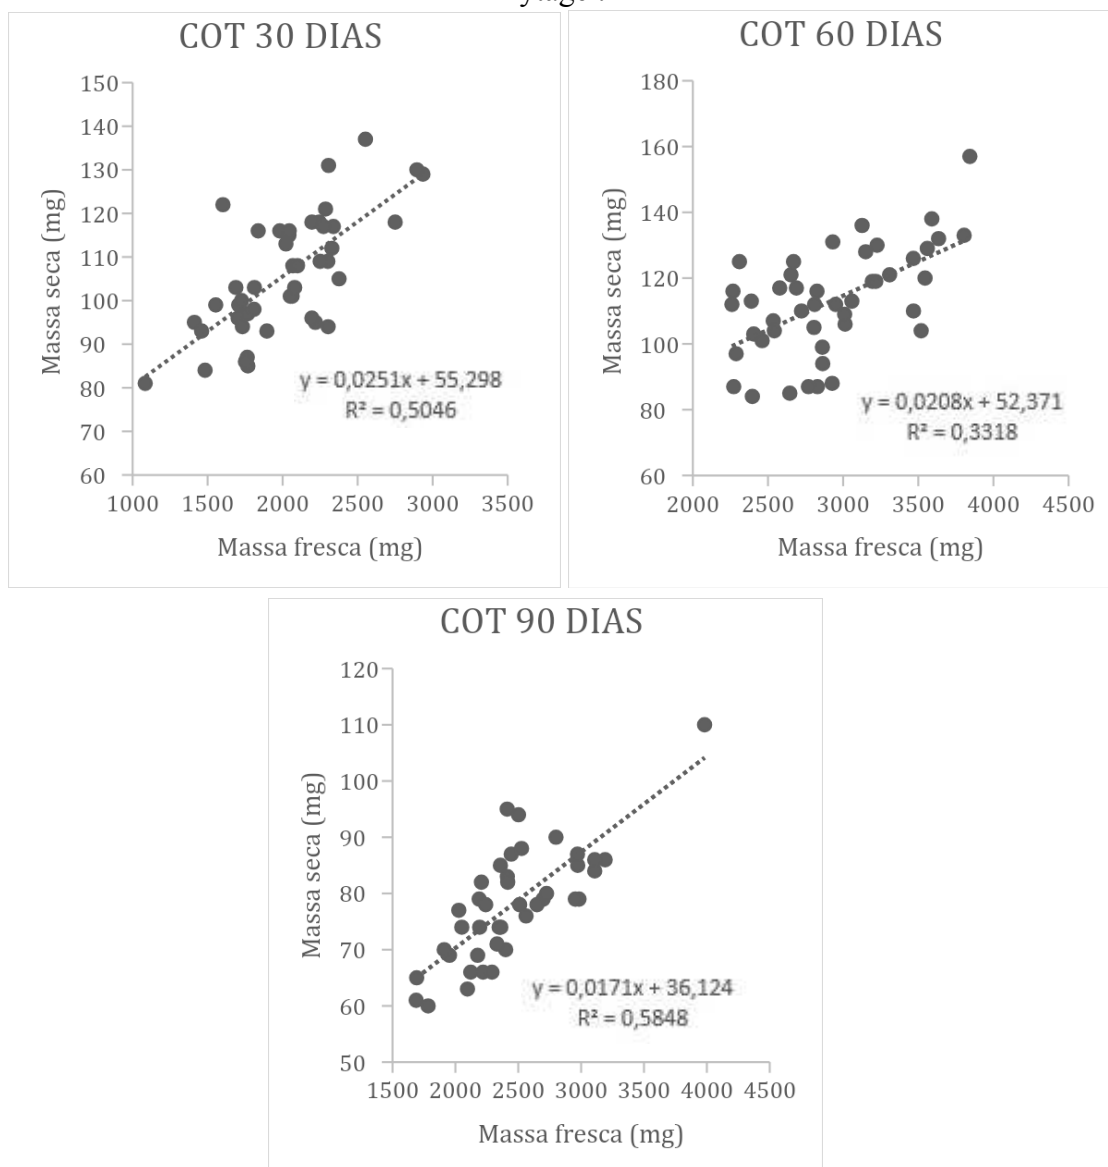 COT 30 DIAS
150
140
130
120
110
100
90
80
70
60
1000 1500 2000 2500 3000 3500
Massa seca (mg)
Massa fresca (mg)
y = 0,0251x + 55,298
R² = 0,5046
COT 60 DIAS
180
160
140
120
100
80
60
2000 2500 3000 3500 4000 4500
Massa seca (mg)
Massa fresca (mg)
y = 0,0208x + 52,371
R² = 0,3318
COT 90 DIAS
120
110
100
90
80
70
60
50
1500 2000 2500 3000 3500 4000 4500
Massa seca (mg)
Massa fresca (mg)
y = 0,0171x + 36,124
R² = 0,5848